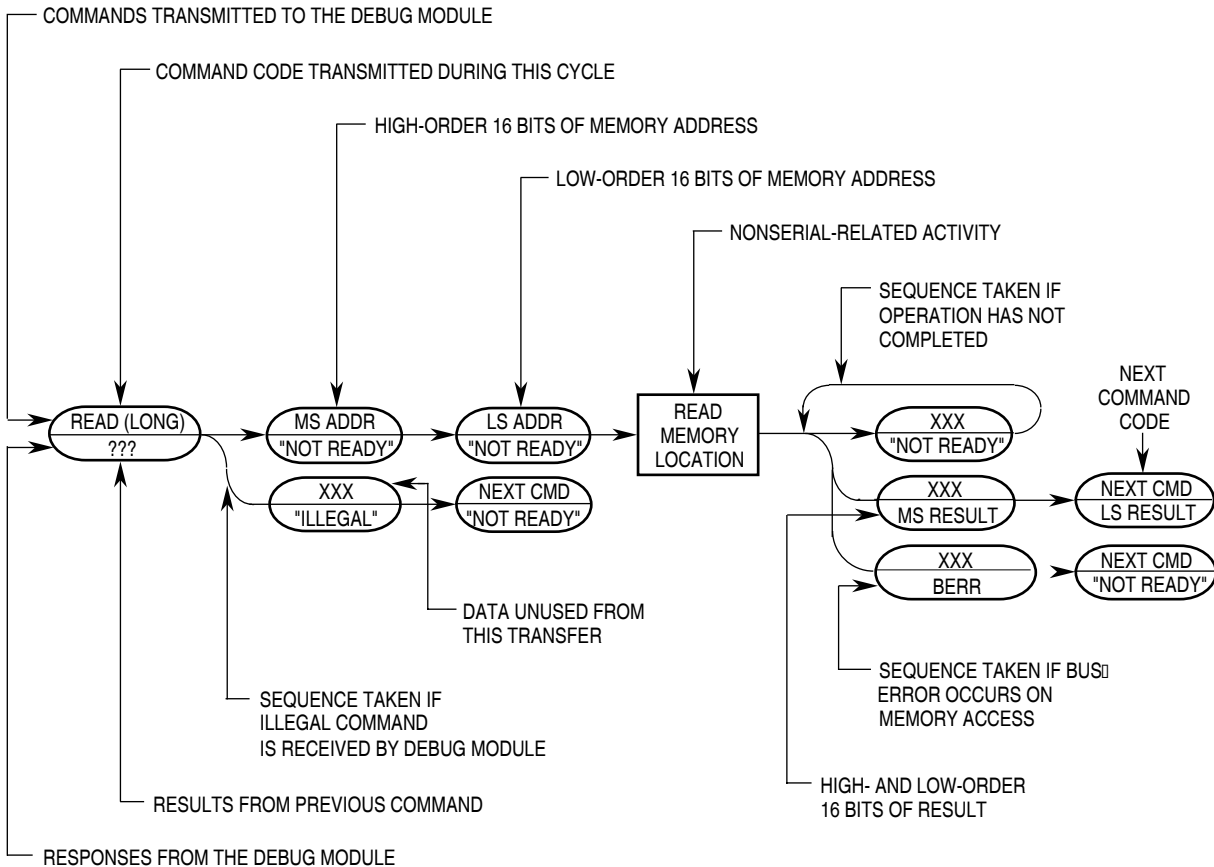 COMMANDS TRANSMITTED TO THE DEBUG MODULE
COMMAND CODE TRANSMITTED DURING THIS CYCLE
HIGH-ORDER 16 BITS OF MEMORY ADDRESS
LOW-ORDER 16 BITS OF MEMORY ADDRESS
NONSERIAL-RELATED ACTIVITY
SEQUENCE TAKEN IF
OPERATION HAS NOT
COMPLETED
NEXT
COMMAND
CODE
READ (LONG)
???
MS ADDR
"NOT READY"
LS ADDR
"NOT READY"
READ
MEMORY
LOCATION
XXX
"NOT READY"
XXX
"ILLEGAL"
NEXT CMD
"NOT READY"
XXX
MS RESULT
NEXT CMD
LS RESULT
XXX
BERR
NEXT CMD
"NOT READY"
DATA UNUSED FROM
THIS TRANSFER
SEQUENCE TAKEN IF BUS
ERROR OCCURS ON
MEMORY ACCESS
SEQUENCE TAKEN IF
ILLEGAL COMMAND
IS RECEIVED BY DEBUG MODULE
HIGH- AND LOW-ORDER
16 BITS OF RESULT
RESULTS FROM PREVIOUS COMMAND
RESPONSES FROM THE DEBUG MODULE